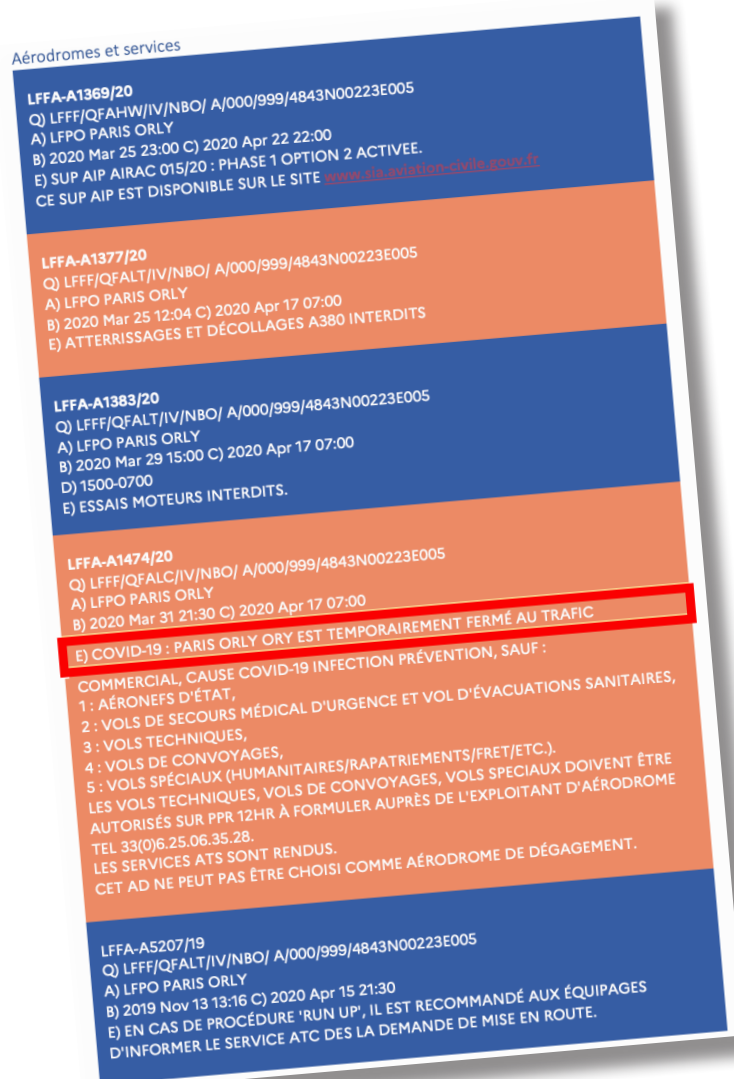 Aérodromes et services
LFFA-A1369/20
Q) LFFF/QFAHW/IV/NBO/ A/000/999/4843N00223E005
A) LFPO PARIS ORLY
B) 2020 Mar 25 23:00 C) 2020 Apr 22 22:00
E) SUP AIP AIRAC 015/20 : PHASE 1 OPTION 2 ACTIVEE.
CE SUP AIP EST DISPONIBLE SUR LE SITE www.sia.aviation-civile.gouv.fr
LFFA-A1377/20
Q) LFFF/QFALT/IV/NBO/ A/000/999/4843N00223E005
A) LFPO PARIS ORLY
B) 2020 Mar 25 12:04 C) 2020 Apr 17 07:00
E) ATTERRISSAGES ET DÉCOLLAGES A380 INTERDITS
LFFA-A1383/20
Q) LFFF/QFALT/IV/NBO/ A/000/999/4843N00223E005
A) LFPO PARIS ORLY
B) 2020 Mar 29 15:00 C) 2020 Apr 17 07:00
D) 1500-0700
E) ESSAIS MOTEURS INTERDITS.
LFFA-A1474/20
Q) LFFF/QFALC/IV/NBO/ A/000/999/4843N00223E005
A) LFPO PARIS ORLY
B) 2020 Mar 31 21:30 C) 2020 Apr 17 07:00
E) COVID-19 : PARIS ORLY ORY EST TEMPORAIREMENT FERMÉ AU TRAFIC
COMMERCIAL, CAUSE COVID-19 INFECTION PRÉVENTION, SAUF :
1 : AÉRONEFS D'ÉTAT,
2 : VOLS DE SECOURS MÉDICAL D'URGENCE ET VOL D'ÉVACUATIONS SANITAIRES,
3 : VOLS TECHNIQUES,
4 : VOLS DE CONVOYAGES,
5 : VOLS SPÉCIAUX (HUMANITAIRES/RAPATRIEMENTS/FRET/ETC.).
LES VOLS TECHNIQUES, VOLS DE CONVOYAGES, VOLS SPECIAUX DOIVENT ÊTRE
AUTORISÉS SUR PPR 12HR À FORMULER AUPRÈS DE L'EXPLOITANT D'AÉRODROME
TEL 33(0)6.25.06.35.28.
LES SERVICES ATS SONT RENDUS.
CET AD NE PEUT PAS ÊTRE CHOISI COMME AÉRODROME DE DÉGAGEMENT.
LFFA-A5207/19
Q) LFFF/QFALT/IV/NBO/ A/000/999/4843N00223E005
A) LFPO PARIS ORLY
B) 2019 Nov 13 13:16 C) 2020 Apr 15 21:30
E) EN CAS DE PROCÉDURE 'RUN UP', IL EST RECOMMANDÉ AUX ÉQUIPAGES
D'INFORMER LE SERVICE ATC DES LA DEMANDE DE MISE EN ROUTE.